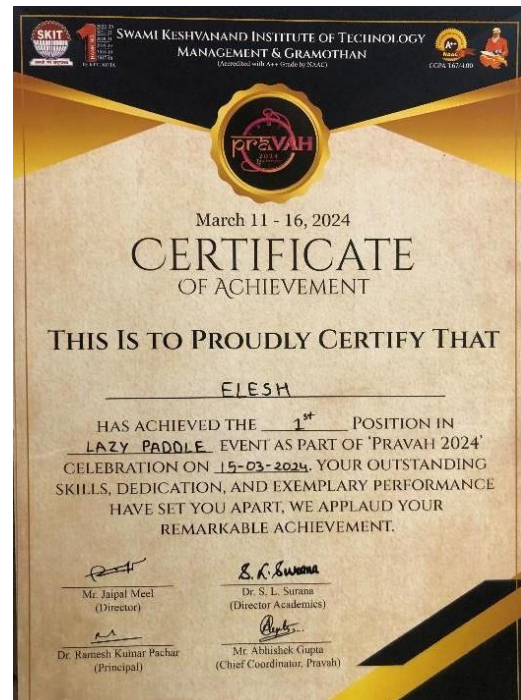 SKIT
1
SWAMI KESHVANAND INSTITUTE OF TECHNOLOGY
MANAGEMENT & GRAMOTHAN
(Accredited with A++ Grade by NAAC)
A++
NAAC
prāVAH
2024
March 11 - 16, 2024
CERTIFICATE
OF ACHIEVEMENT
THIS IS TO PROUDLY CERTIFY THAT
ELESH
HAS ACHIEVED THE 1st POSITION IN
LAZY PADDLE EVENT AS PART OF 'PRAVAH 2024'
CELEBRATION ON 15-03-2024. YOUR OUTSTANDING
SKILLS, DEDICATION, AND EXEMPLARY PERFORMANCE
HAVE SET YOU APART, WE APPLAUD YOUR
REMARKABLE ACHIEVEMENT.
Mr. Jaipal Meel
(Director)
S. L. Surana
Dr. S. L. Surana
(Director Academics)
Dr. Ramesh Kumar Pachar
(Principal)
Mr. Abhishek Gupta
(Chief Coordinator, Pravah)